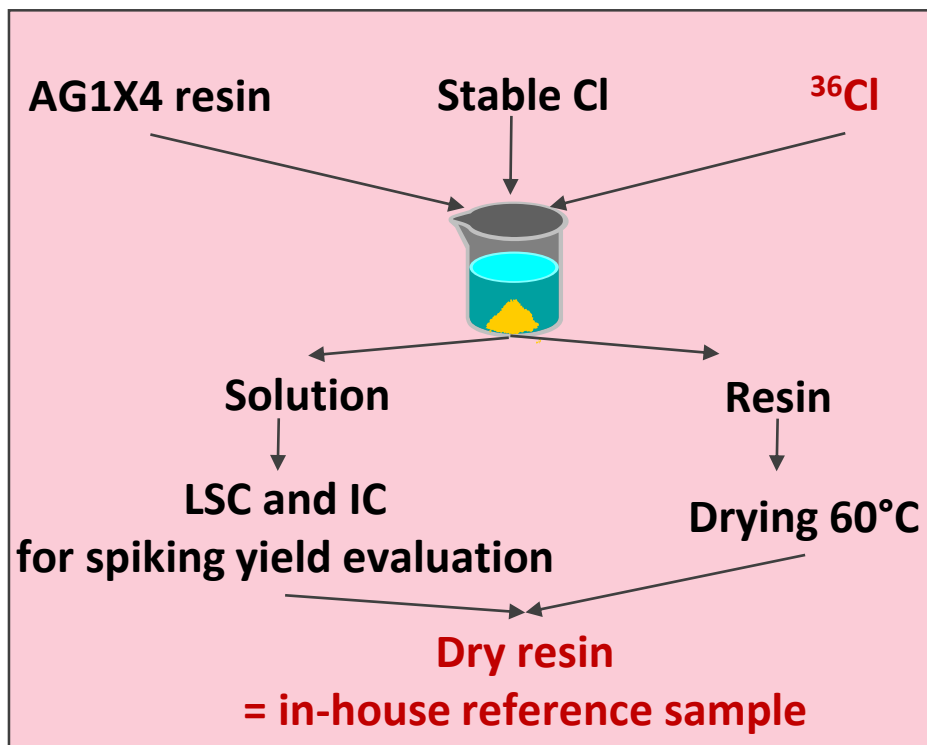 AG1X4 resin
Stable Cl
³⁶Cl
Solution
Resin
LSC and IC
for spiking yield evaluation
Drying 60°C
Dry resin
= in-house reference sample